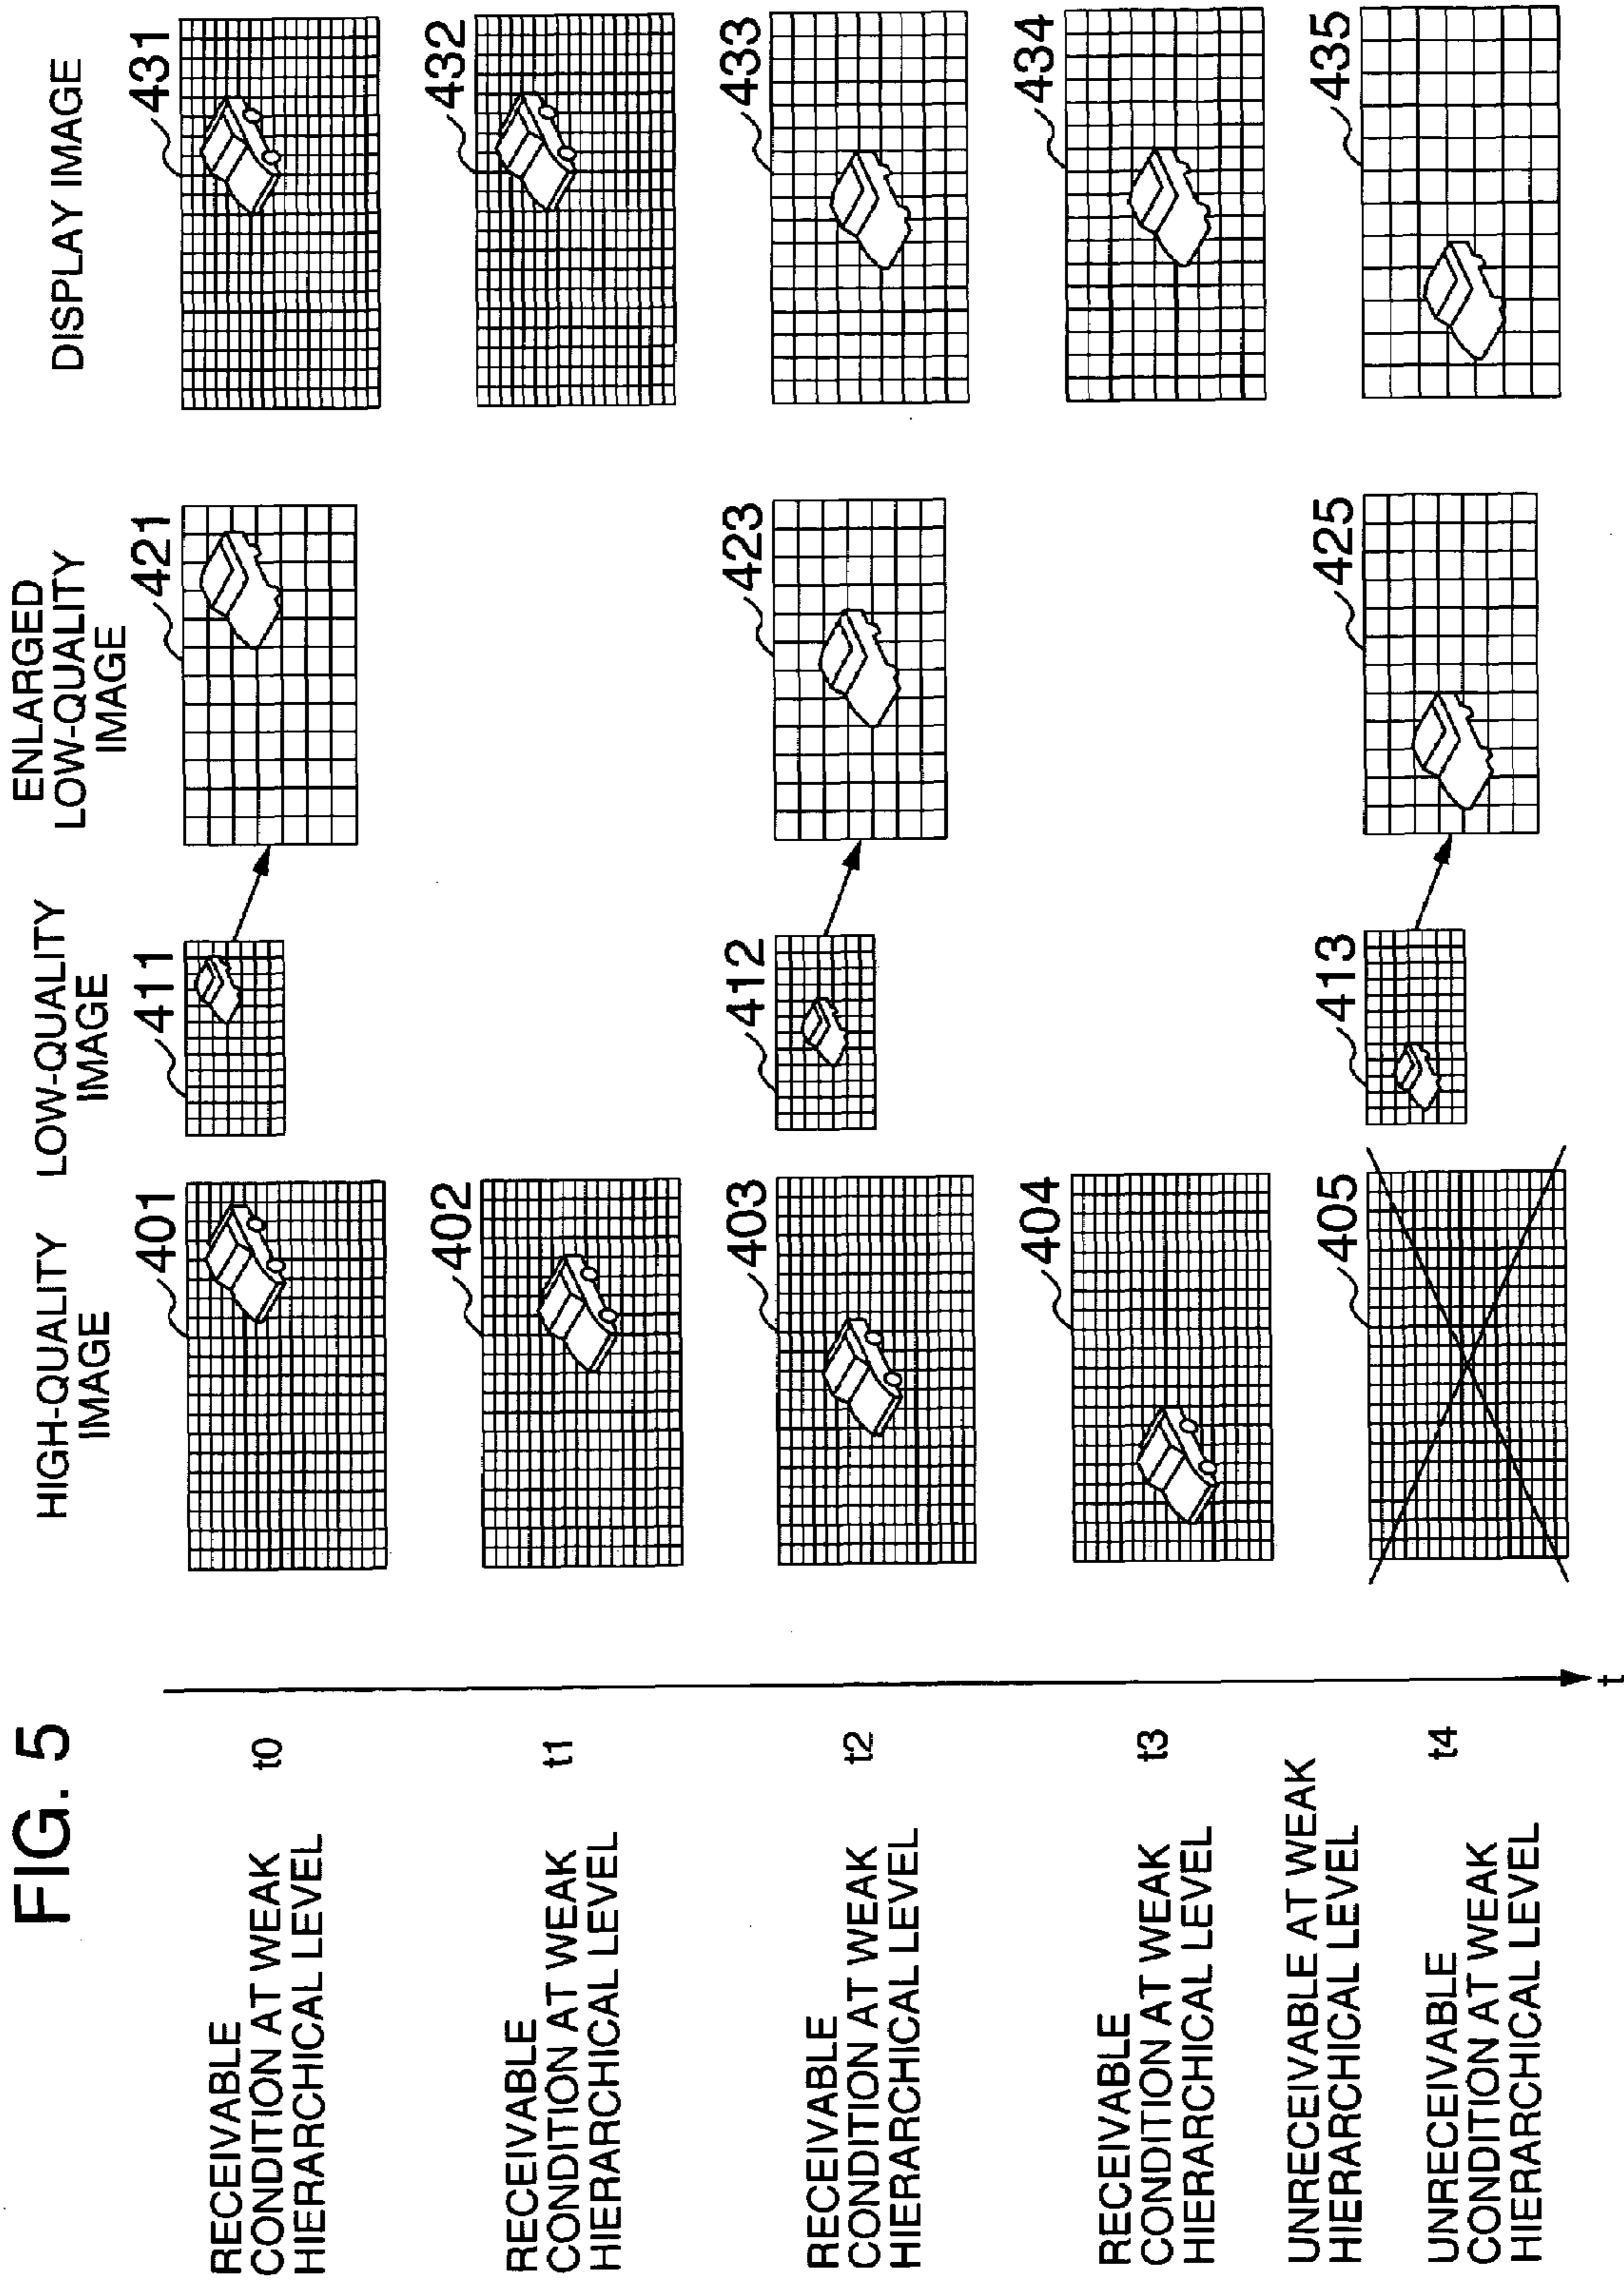 FIG. 5
HIGH-QUALITY
IMAGE
LOW-QUALITY
IMAGE
ENLARGED
LOW-QUALITY
IMAGE
DISPLAY IMAGE
RECEIVABLE
CONDITION AT WEAK
HIERARCHICAL LEVEL
t0
401
411
421
431
RECEIVABLE
CONDITION AT WEAK
HIERARCHICAL LEVEL
t1
402
432
RECEIVABLE
CONDITION AT WEAK
HIERARCHICAL LEVEL
t2
403
412
423
433
RECEIVABLE
CONDITION AT WEAK
HIERARCHICAL LEVEL
t3
404
434
UNRECEIVABLE AT WEAK
HIERARCHICAL LEVEL
UNRECEIVABLE
CONDITION AT WEAK
HIERARCHICAL LEVEL
t4
405
413
425
435
t